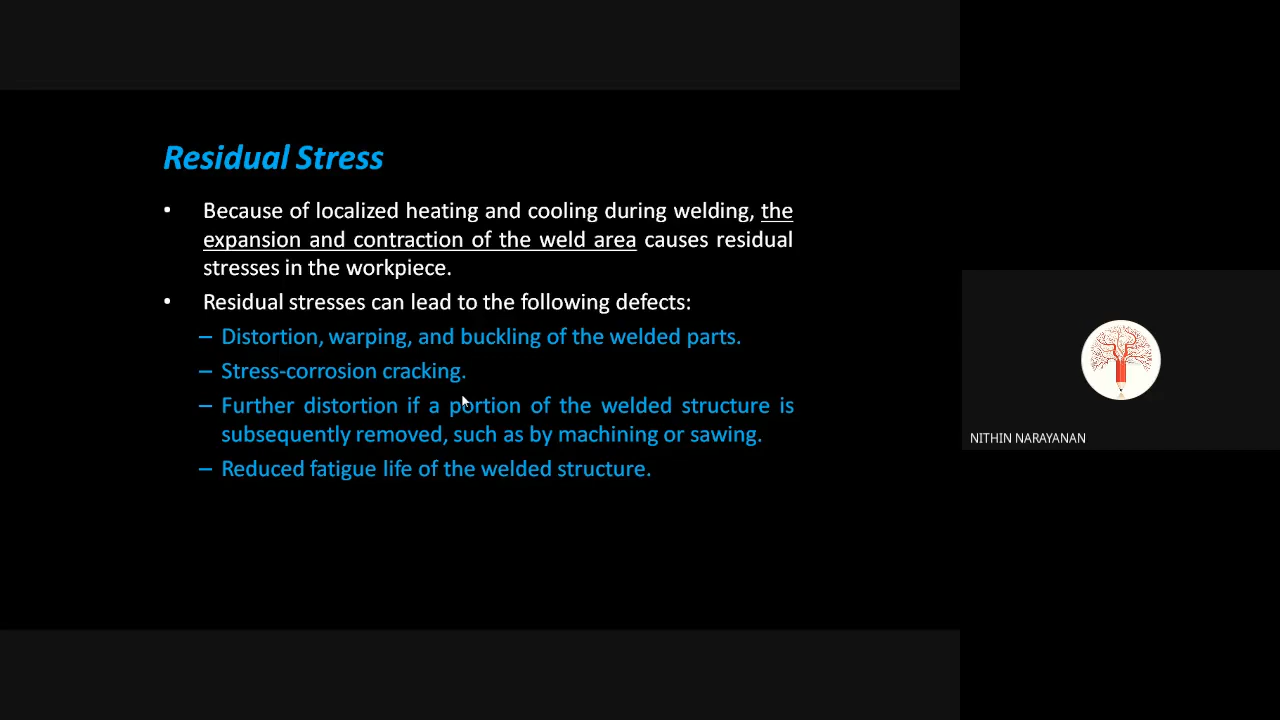 Residual Stress
• Because of localized heating and cooling during welding, the
expansion and contraction of the weld area causes residual
stresses in the workpiece.
• Residual stresses can lead to the following defects:
– Distortion, warping, and buckling of the welded parts.
– Stress-corrosion cracking.
– Further distortion if a portion of the welded structure is
subsequently removed, such as by machining or sawing.
– Reduced fatigue life of the welded structure.
NITHIN NARAYANAN